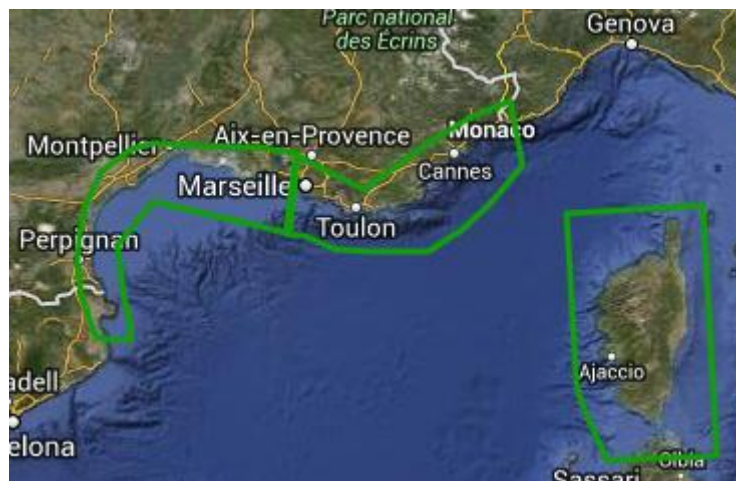 Parc national
des Écrins
Genova
Montpellier
Aix-en-Provence
Monaco
Marseille
Cannes
Toulon
Perpignan
Ajaccio
adell
elona
Olbia
Sassari